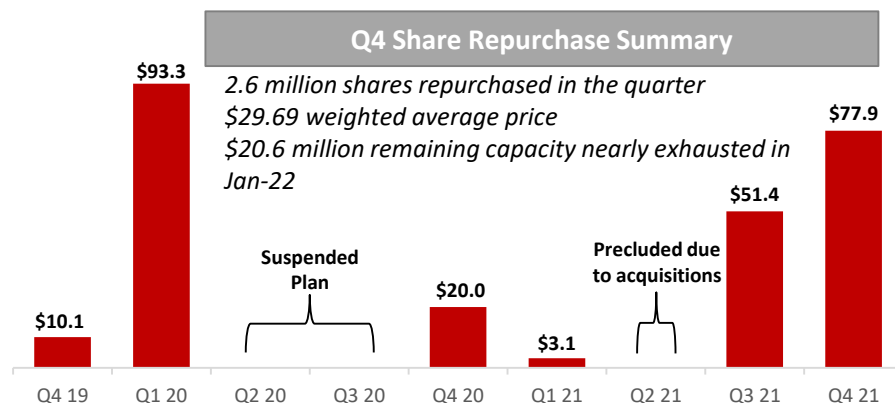 Q4 Share Repurchase Summary
2.6 million shares repurchased in the quarter
$29.69 weighted average price
$20.6 million remaining capacity nearly exhausted in
Jan-22
$10.1
$93.3
Suspended
Plan
$20.0
$3.1
Precluded due
to acquisitions
$51.4
$77.9
Q4 19 Q1 20 Q2 20 Q3 20 Q4 20 Q1 21 Q2 21 Q3 21 Q4 21